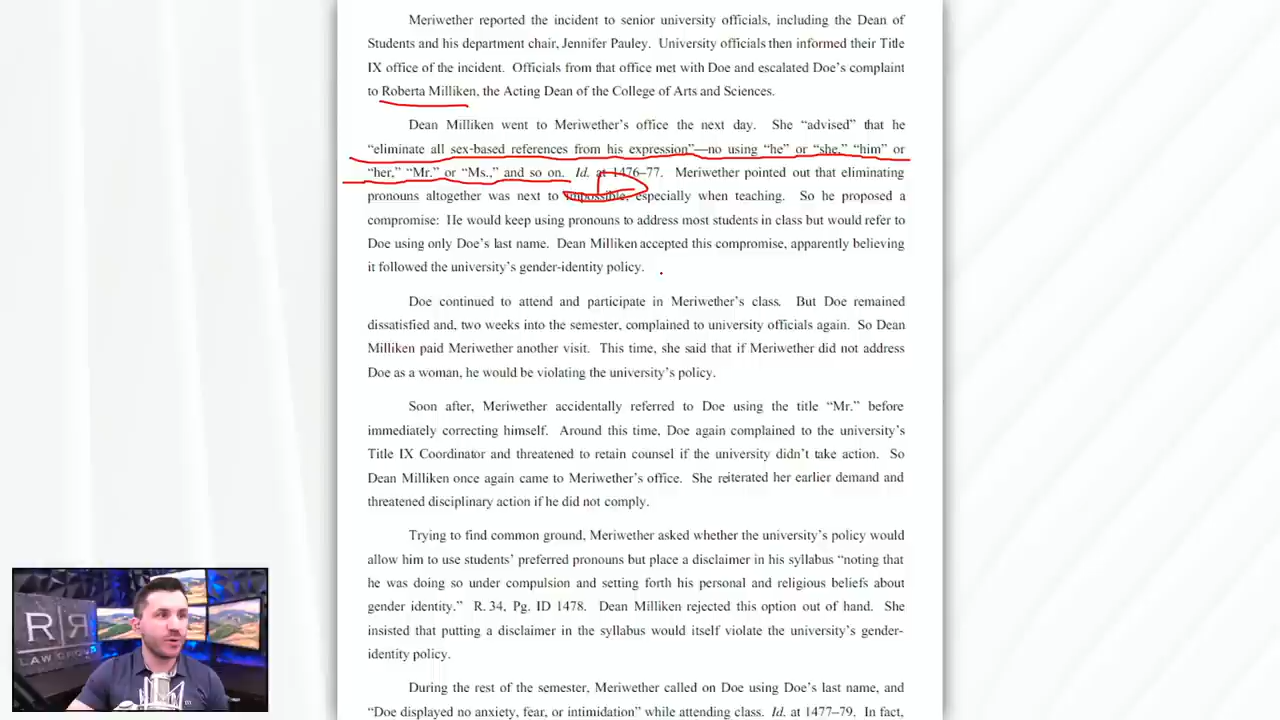 Meriwether reported the incident to senior university officials, including the Dean of
Students and his department chair, Jennifer Pauley. University officials then informed their Title
IX office of the incident. Officials from that office met with Doe and escalated Doe's complaint
to Roberta Milliken, the Acting Dean of the College of Arts and Sciences.
Dean Milliken went to Meriwether's office the next day. She “advised” that he
“eliminate all sex-based references from his expression”—no using “he” or “she,” “him” or
“her,” “Mr.” or “Ms.,” and so on. Id. at 1476–77. Meriwether pointed out that eliminating
pronouns altogether was next to impossible, especially when teaching. So he proposed a
compromise: He would keep using pronouns to address most students in class but would refer to
Doe using only Doe's last name. Dean Milliken accepted this compromise, apparently believing
it followed the university's gender-identity policy.
Doe continued to attend and participate in Meriwether's class. But Doe remained
dissatisfied and, two weeks into the semester, complained to university officials again. So Dean
Milliken paid Meriwether another visit. This time, she said that if Meriwether did not address
Doe as a woman, he would be violating the university's policy.
Soon after, Meriwether accidentally referred to Doe using the title “Mr.” before
immediately correcting himself. Around this time, Doe again complained to the university's
Title IX Coordinator and threatened to retain counsel if the university didn't take action. So
Dean Milliken once again came to Meriwether's office. She reiterated her earlier demand and
threatened disciplinary action if he did not comply.
Trying to find common ground, Meriwether asked whether the university's policy would
allow him to use students' preferred pronouns but place a disclaimer in his syllabus “noting that
he was doing so under compulsion and setting forth his personal and religious beliefs about
gender identity.” R. 34, Pg. ID 1478. Dean Milliken rejected this option out of hand. She
insisted that putting a disclaimer in the syllabus would itself violate the university's gender-
identity policy.
During the rest of the semester, Meriwether called on Doe using Doe's last name, and
“Doe displayed no anxiety, fear, or intimidation” while attending class. Id. at 1477–79. In fact,
R R
LAW GROUP